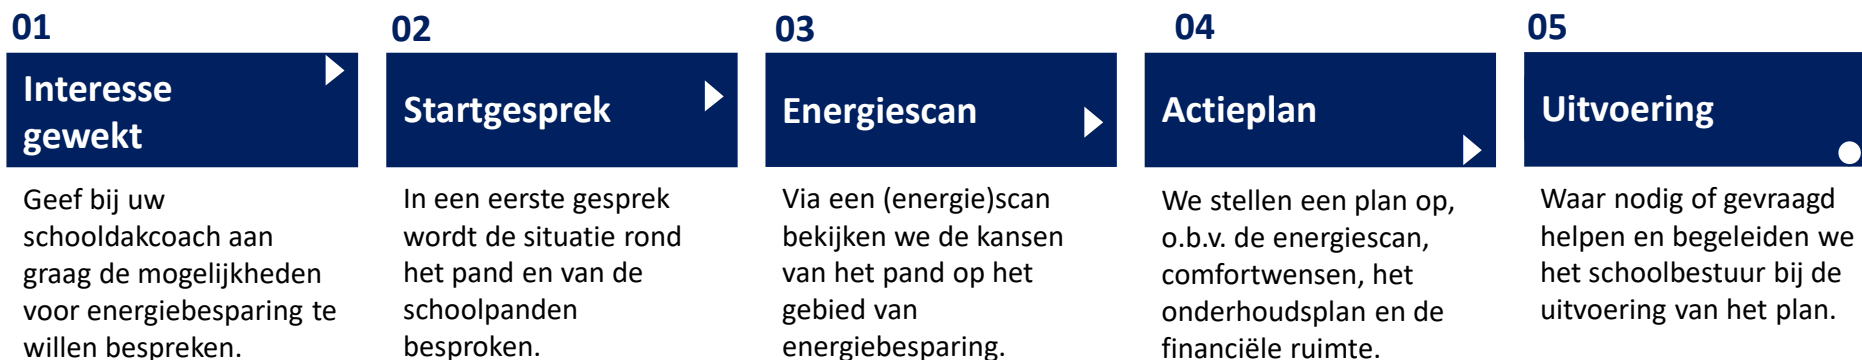 01
Interesse
gewekt
Geef bij uw
schooldakcoach aan
graag de mogelijkheden
voor energiebesparing te
willen bespreken.
02
Startgesprek
In een eerste gesprek
wordt de situatie rond
het pand en van de
schoolpanden
besproken.
03
Energiescan
Via een (energie)scan
bekijken we de kansen
van het pand op het
gebied van
energiebesparing.
04
Actieplan
We stellen een plan op,
o.b.v. de energiescan,
comfortwensen, het
onderhoudsplan en de
financiële ruimte.
05
Uitvoering
Waar nodig of gevraagd
helpen en begeleiden we
het schoolbestuur bij de
uitvoering van het plan.